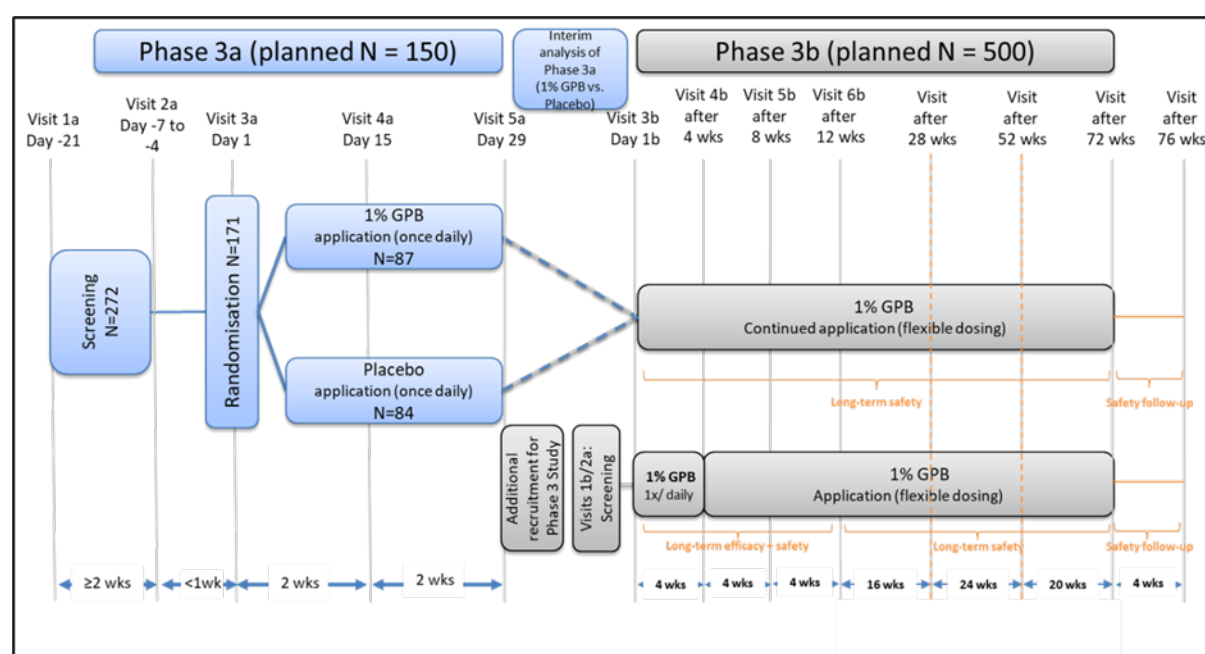 Phase 3a (planned N = 150)
Interim
analysis of
Phase 3a
(1% GPB vs.
Placebo)
Phase 3b (planned N = 500)
Visit 1a
Day -21
Visit 2a
Day -7 to
-4
Visit 3a
Day 1
Visit 4a
Day 15
Visit 5a
Day 29
Visit 3b
Day 1b
Visit 4b
after
4 wks
Visit 5b
after
8 wks
Visit 6b
after
12 wks
Visit
after
28 wks
Visit
after
52 wks
Visit
after
72 wks
Visit
after
76 wks
Screening
N=272
Randomisation N=171
1% GPB
application (once daily)
N=87
Placebo
application (once daily)
N=84
1% GPB
Continued application (flexible dosing)
Long-term safety
Safety follow-up
Additional
recruitment for
Phase 3 Study
Visits 1b/2a:
Screening
1% GPB
1x/ daily
1% GPB
Application (flexible dosing)
Long-term efficacy – safety
Long-term safety
Safety follow-up
≥2 wks
<1wk
2 wks
2 wks
4 wks
4 wks
4 wks
16 wks
24 wks
20 wks
4 wks